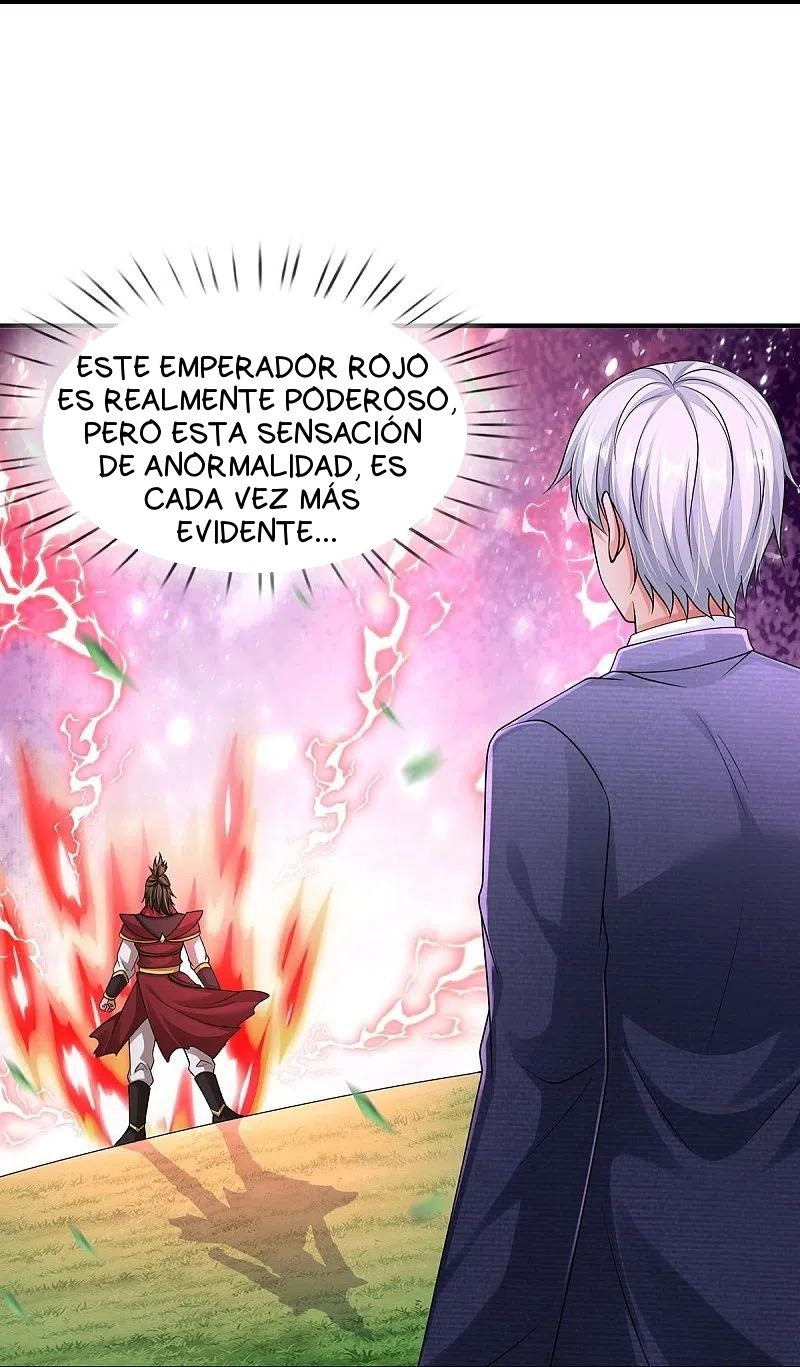 ESTE EMPERADOR ROJO
ES REALMENTE PODEROSO,
PERO ESTA SENSACIÓN
DE ANORMALIDAD, ES
CADA VEZ MÁS
EVIDENTE...